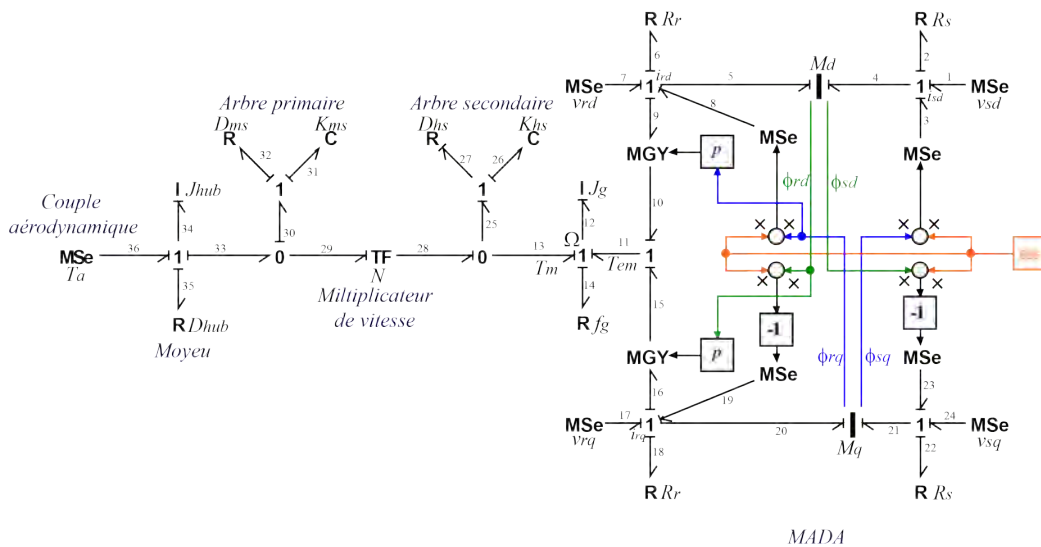 R Rr
6
MSe 7 1 ird 5 Md 4 1 isd 1 MSe
vrd
vsd
R Rs
2
9
8
3
MSe
MSe
MGY
p
ϕrd
ϕsd
10
× ×
× ×
Arbre primaire
Dms
Kms
R
C
32
31
1
30
Arbre secondaire
Dhs
Khs
R
C
27
26
1
25
I Jhub
34
Couple
aérodynamique
MSe 36 1 33 0 29 TF 28 0 13 1 11 1
Ta
N
Tm
Ω
Tem
I Jg
12
35
R Dhub
Moyeu
Miltiplicateur
de vitesse
14
R fg
15
× ×
× ×
-1
-1
MGY
p
ϕrq
ϕsq
MSe
MSe
16
19
23
MSe 17 1 irq 20 Mq 21 1 24 MSe
vrq
vsq
18
22
R Rr
R Rs
MADA